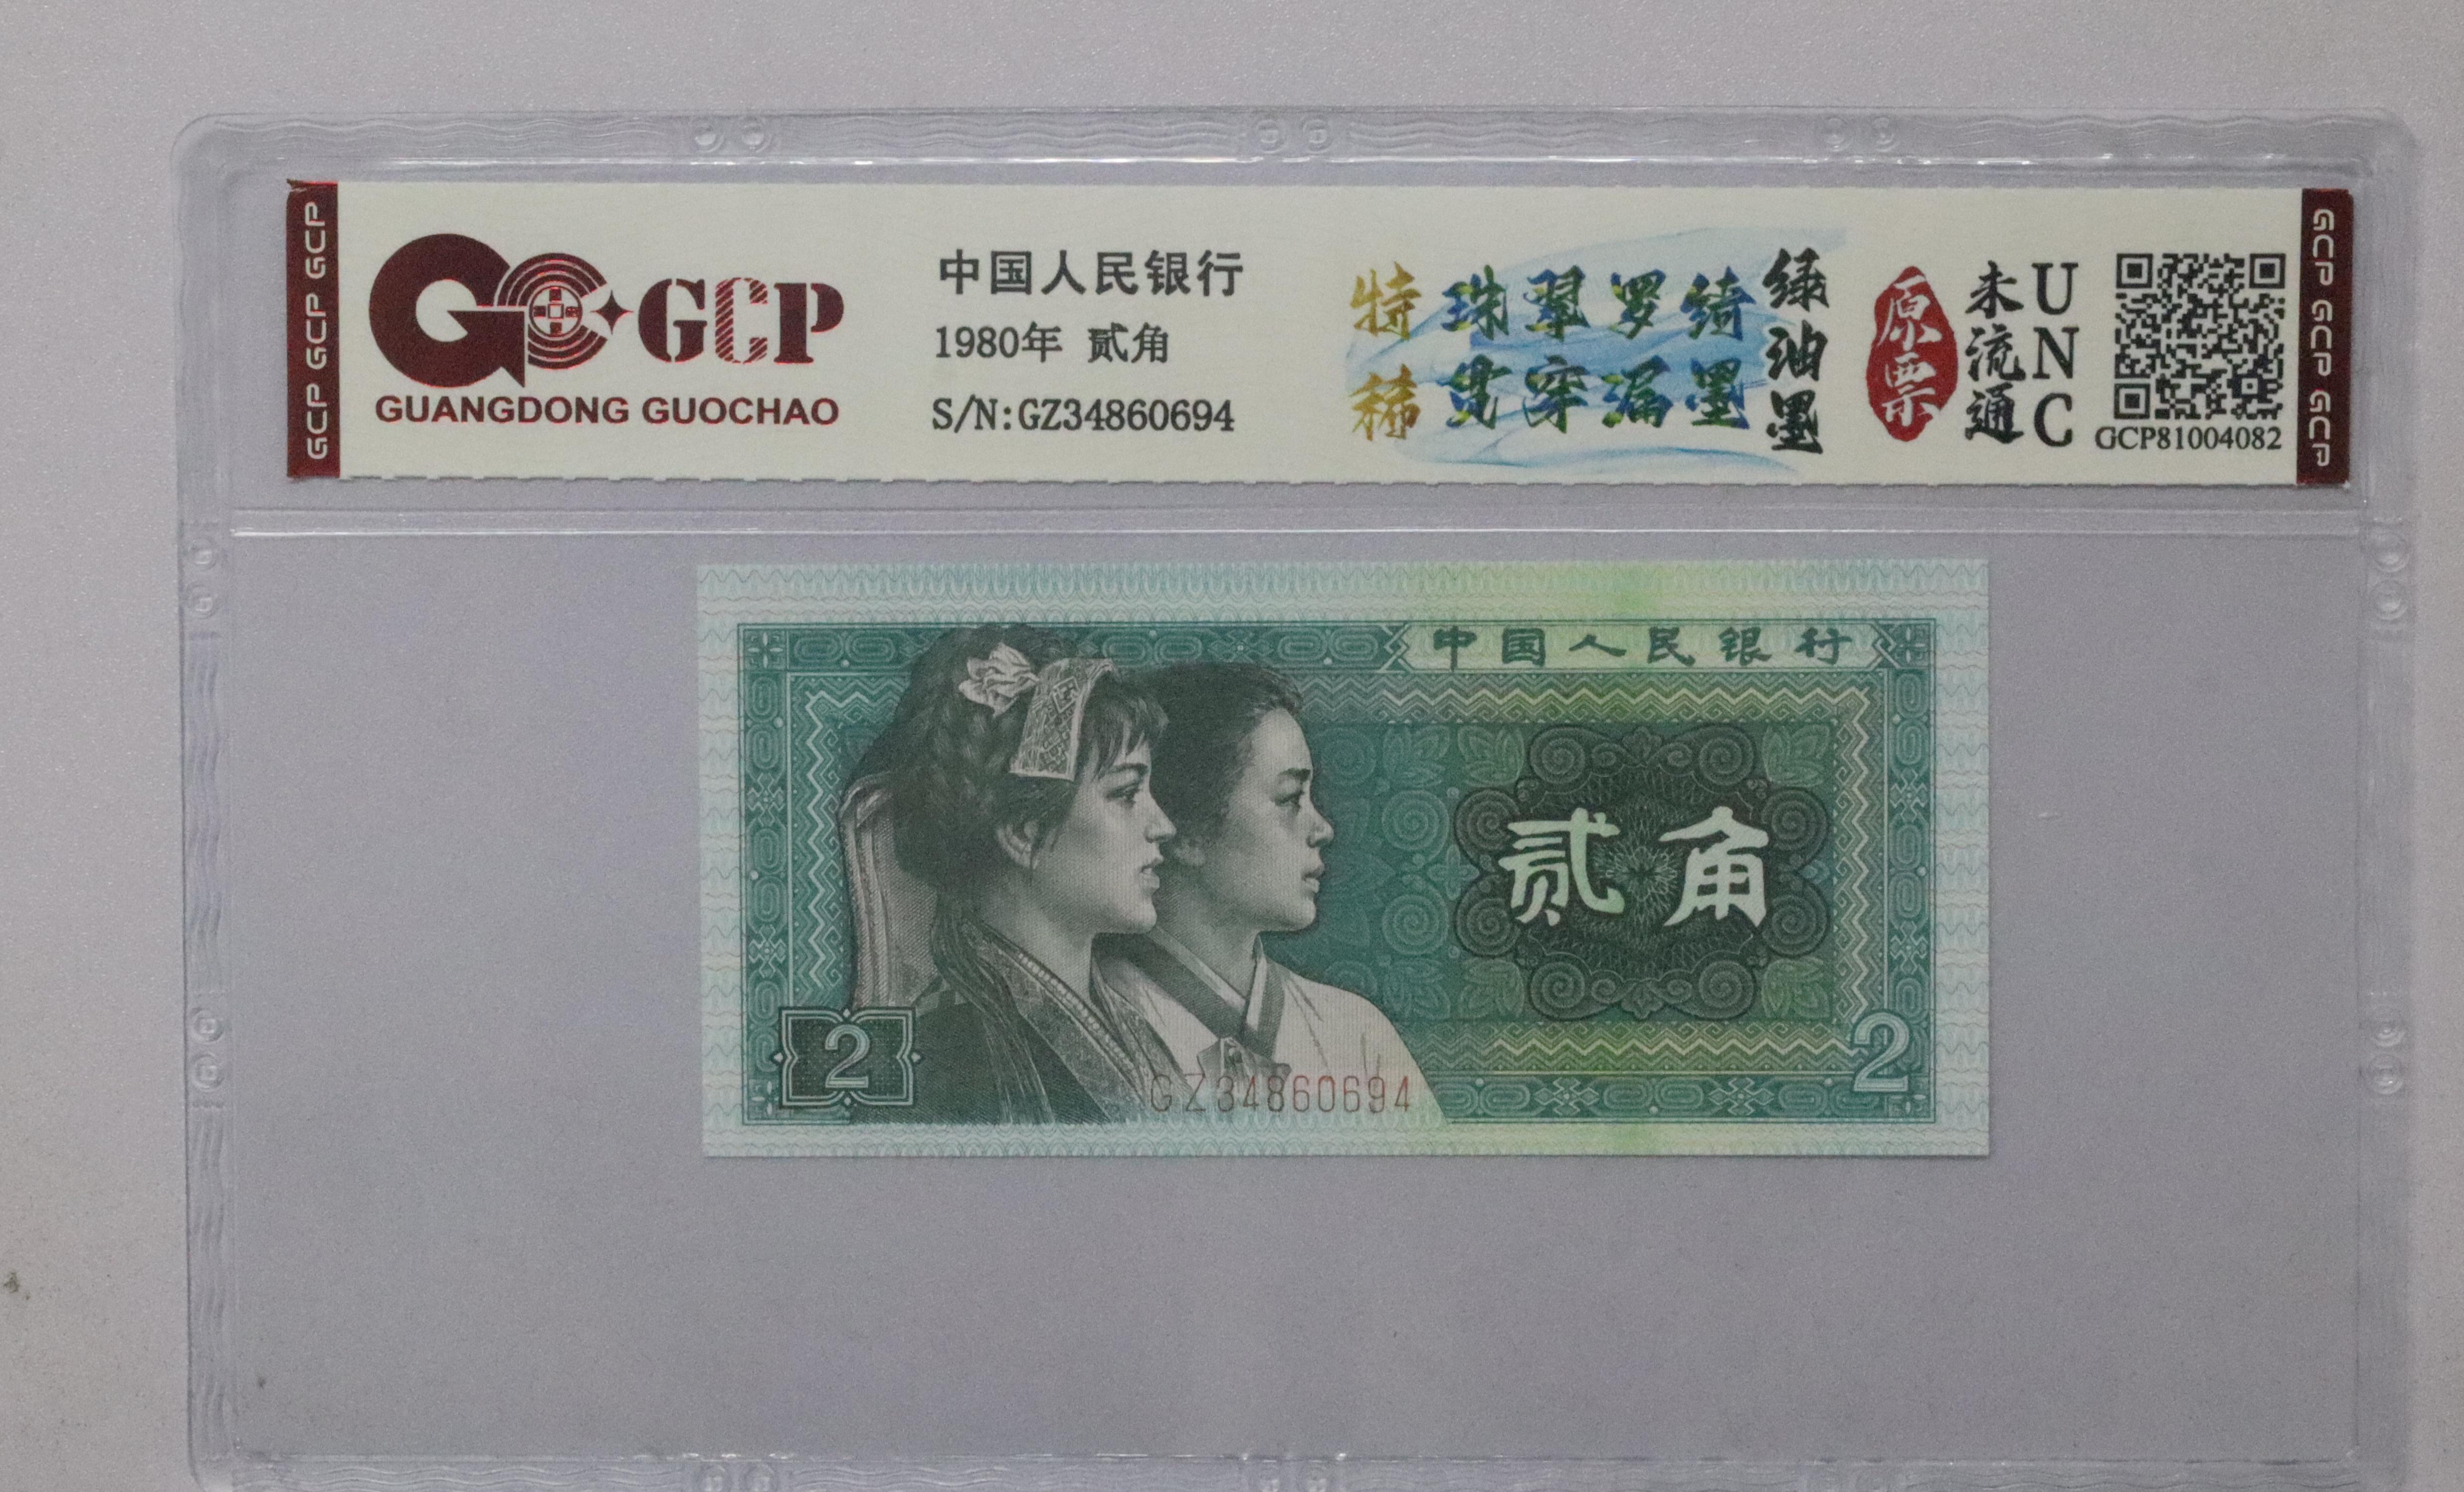 GCP GCP GCP
GCP
GUANGDONG GUOCHAO
中国人民银行
1980年 贰角
S/N:GZ34860694
特稀
珠翠罗绮
贯穿漏墨
绿油墨
原票
未流通
UNC
GCP81004082
GCP GCP GCP
中国人民银行
贰角
2
GZ34860694
2